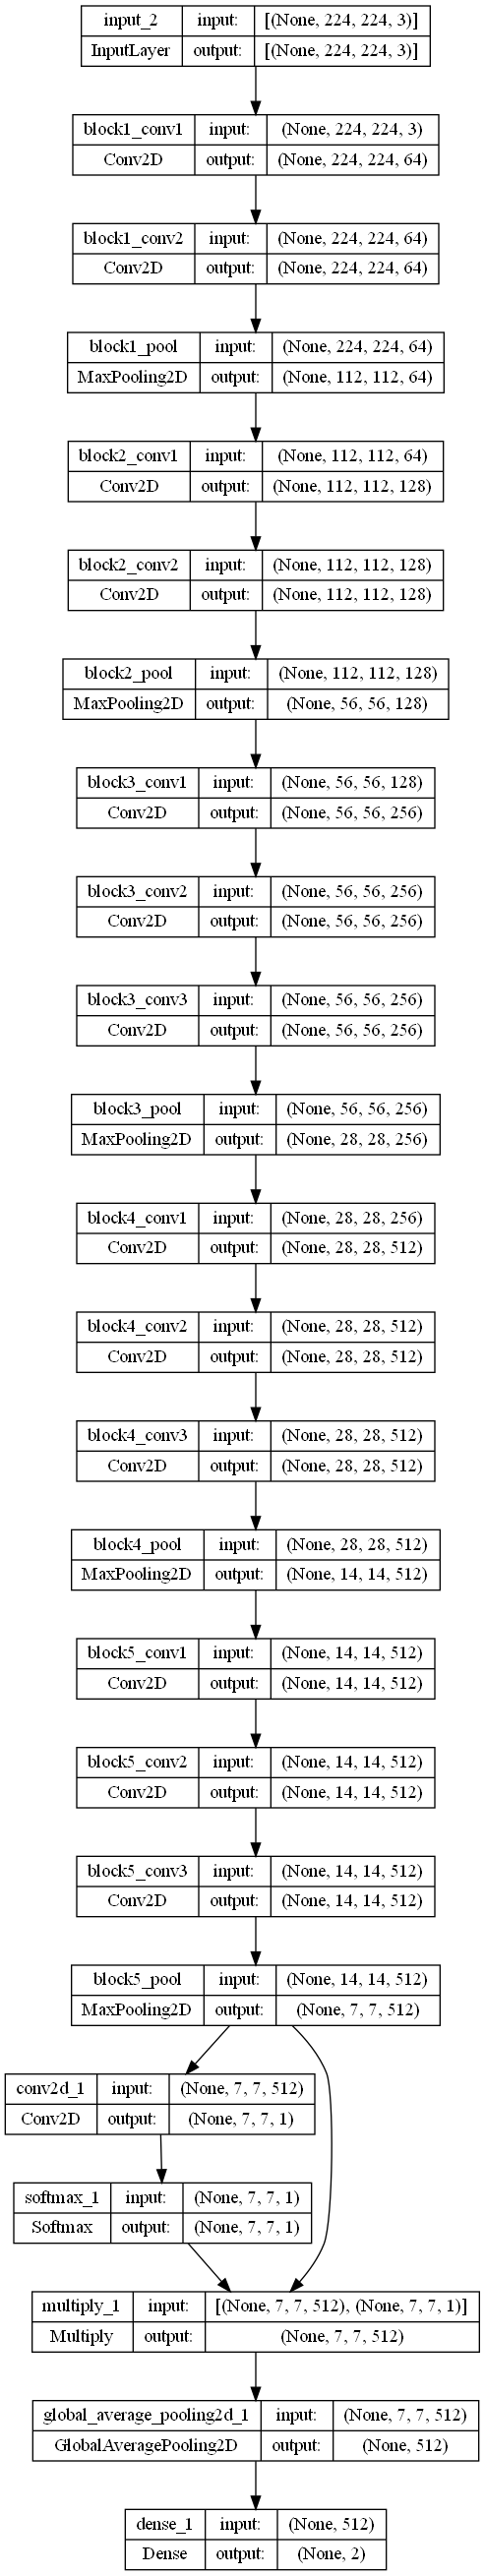 input_2 input: [(None, 224, 224, 3)]
InputLayer output: [(None, 224, 224, 3)]
block1_conv1 input: (None, 224, 224, 3)
Conv2D output: (None, 224, 224, 64)
block1_conv2 input: (None, 224, 224, 64)
Conv2D output: (None, 224, 224, 64)
block1_pool input: (None, 224, 224, 64)
MaxPooling2D output: (None, 112, 112, 64)
block2_conv1 input: (None, 112, 112, 64)
Conv2D output: (None, 112, 112, 128)
block2_conv2 input: (None, 112, 112, 128)
Conv2D output: (None, 112, 112, 128)
block2_pool input: (None, 112, 112, 128)
MaxPooling2D output: (None, 56, 56, 128)
block3_conv1 input: (None, 56, 56, 128)
Conv2D output: (None, 56, 56, 256)
block3_conv2 input: (None, 56, 56, 256)
Conv2D output: (None, 56, 56, 256)
block3_conv3 input: (None, 56, 56, 256)
Conv2D output: (None, 56, 56, 256)
block3_pool input: (None, 56, 56, 256)
MaxPooling2D output: (None, 28, 28, 256)
block4_conv1 input: (None, 28, 28, 256)
Conv2D output: (None, 28, 28, 512)
block4_conv2 input: (None, 28, 28, 512)
Conv2D output: (None, 28, 28, 512)
block4_conv3 input: (None, 28, 28, 512)
Conv2D output: (None, 28, 28, 512)
block4_pool input: (None, 28, 28, 512)
MaxPooling2D output: (None, 14, 14, 512)
block5_conv1 input: (None, 14, 14, 512)
Conv2D output: (None, 14, 14, 512)
block5_conv2 input: (None, 14, 14, 512)
Conv2D output: (None, 14, 14, 512)
block5_conv3 input: (None, 14, 14, 512)
Conv2D output: (None, 14, 14, 512)
block5_pool input: (None, 14, 14, 512)
MaxPooling2D output: (None, 7, 7, 512)
conv2d_1 input: (None, 7, 7, 512)
Conv2D output: (None, 7, 7, 1)
softmax_1 input: (None, 7, 7, 1)
Softmax output: (None, 7, 7, 1)
multiply_1 input: [(None, 7, 7, 512), (None, 7, 7, 1)]
Multiply output: (None, 7, 7, 512)
global_average_pooling2d_1 input: (None, 7, 7, 512)
GlobalAveragePooling2D output: (None, 512)
dense_1 input: (None, 512)
Dense output: (None, 2)